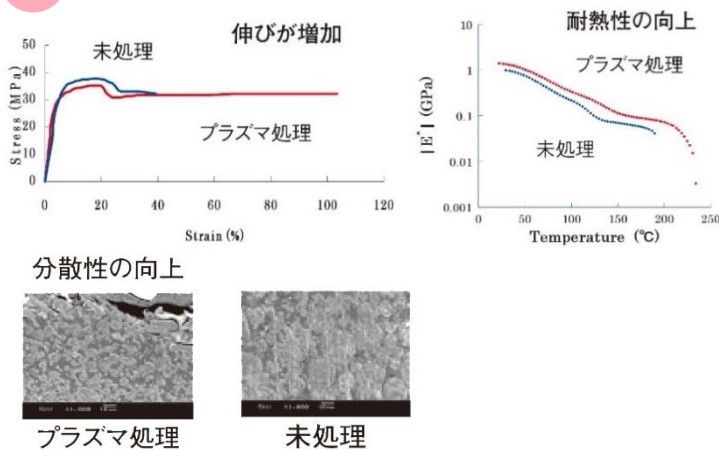 伸びが増加
未処理
プラズマ処理
Stress (MPa)
50
40
30
20
10
0
0 20 40 60 80 100 120
Strain (%)
耐熱性の向上
プラズマ処理
未処理
|E*| (GPa)
10
1
0.1
0.01
0.001
0 50 100 150 200 250
Temperature (℃)
分散性の向上
プラズマ処理
未処理